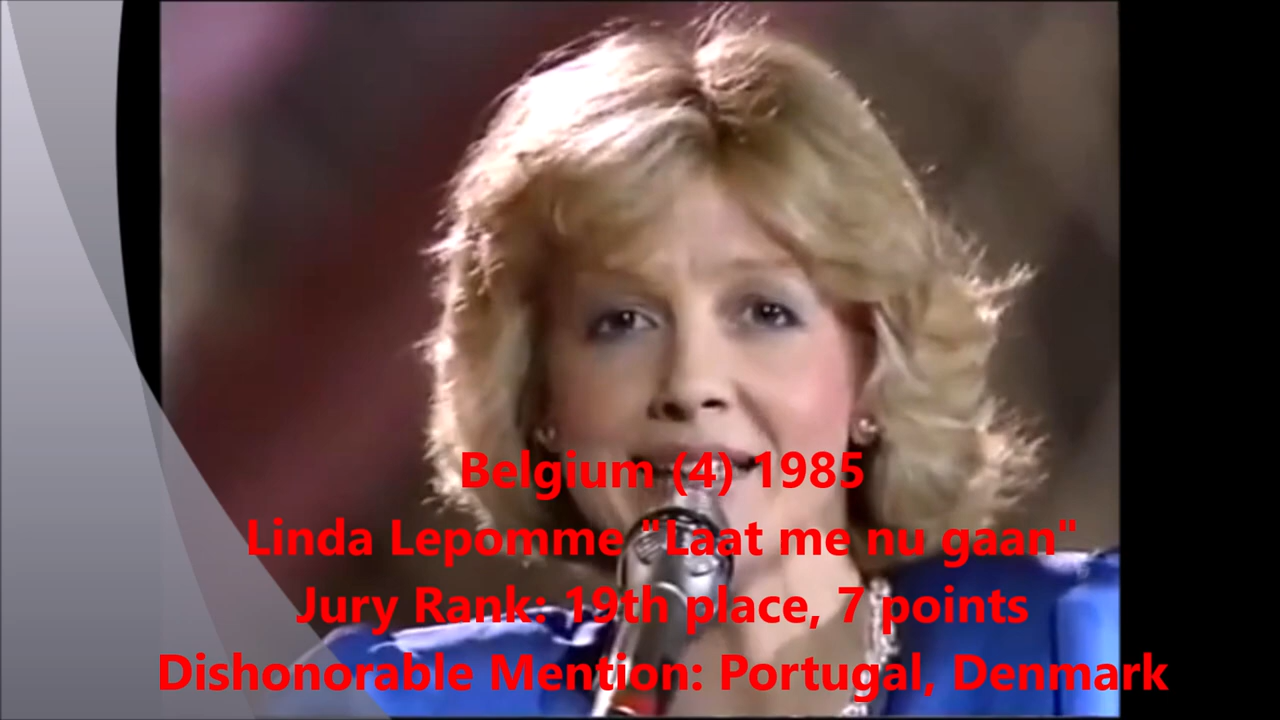 Belgium (4) 1985
Linda Lepomme "Laat me nu gaan"
Jury Rank: 19th place, 7 points
Dishonorable Mention: Portugal, Denmark